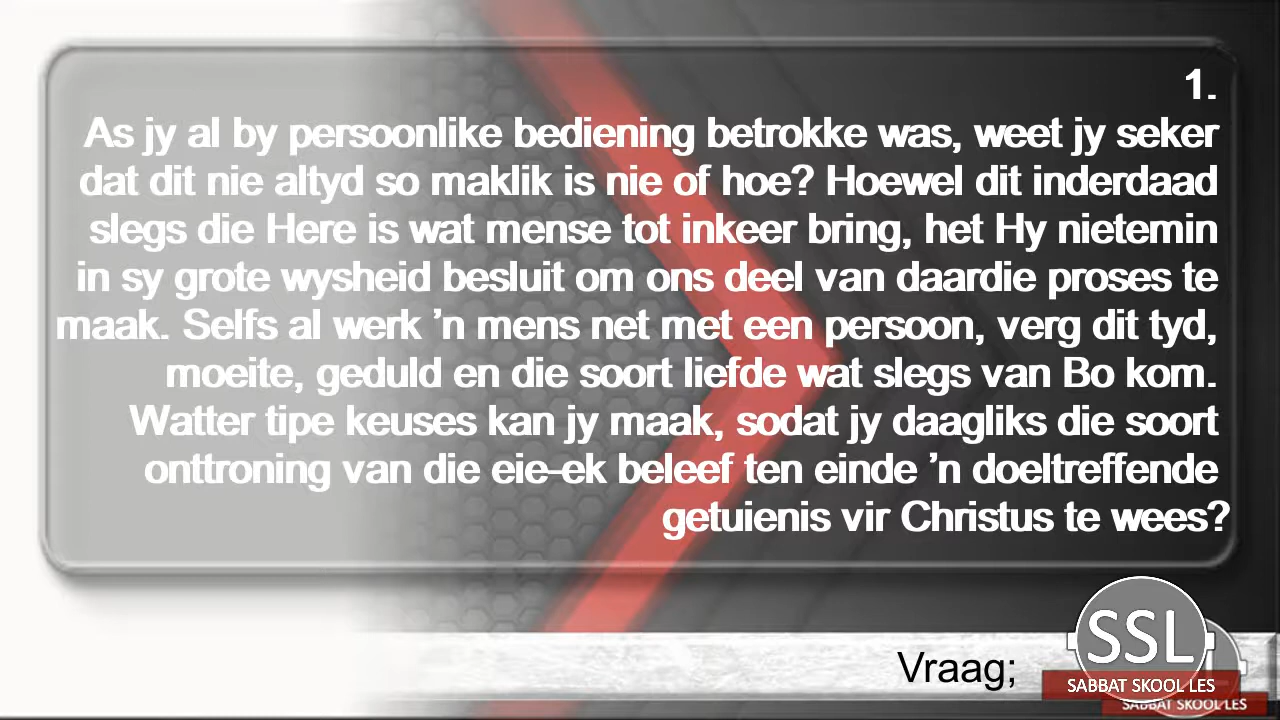 1.
As jy al by persoonlike bediening betrokke was, weet jy seker
dat dit nie altyd so maklik is nie of hoe? Hoewel dit inderdaad
slegs die Here is wat mense tot inkeer bring, het Hy nietemin
in sy grote wysheid besluit om ons deel van daardie proses te
maak. Selfs al werk ’n mens net met een persoon, verg dit tyd,
moeite, geduld en die soort liefde wat slegs van Bo kom.
Watter tipe keuses kan jy maak, sodat jy daagliks die soort
onttroning van die eie–ek beleef ten einde ’n doeltreffende
getuienis vir Christus te wees?
Vraag;
SSL
SABBAT SKOOL LES
L
SABBAT SKOOL LES